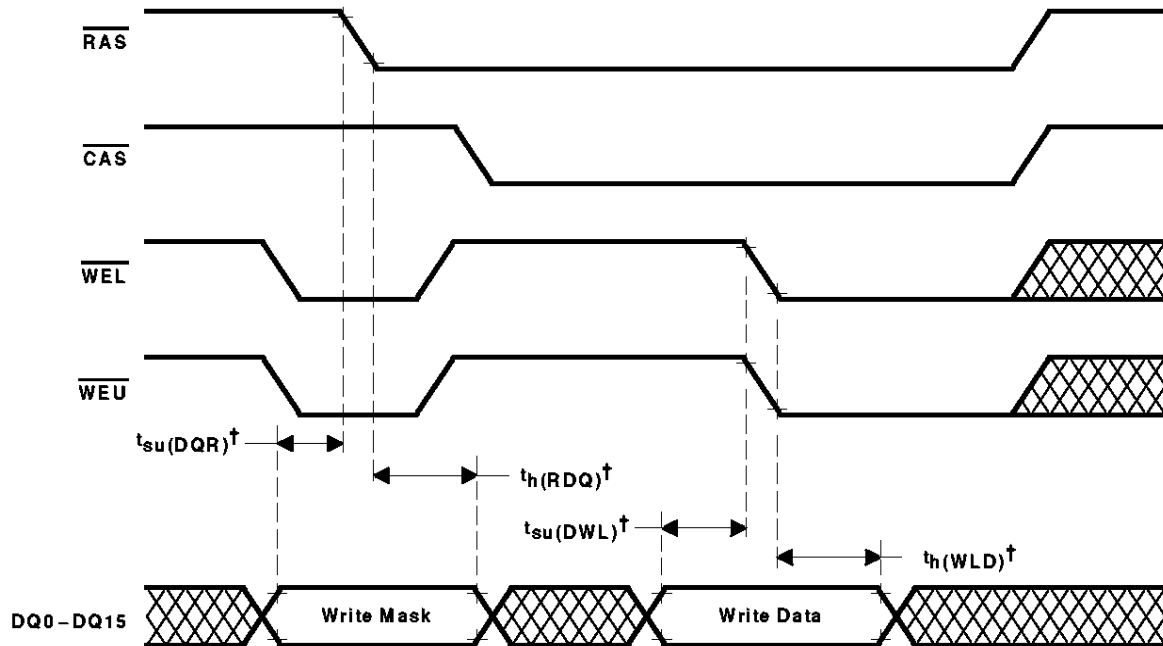 RAS
CAS
WEL
WEU
tsu(DQR)†
th(RDQ)†
tsu(DWL)†
th(WLD)†
DQ0–DQ15
Write Mask
Write Data